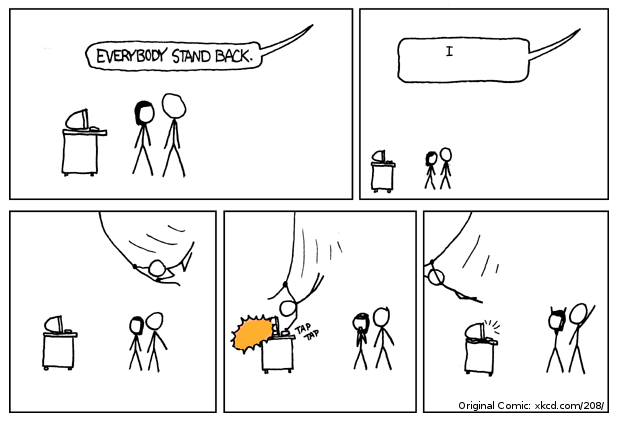 EVERYBODY STAND BACK.
I
TAP
TAP
Original Comic: xkcd.com/208/